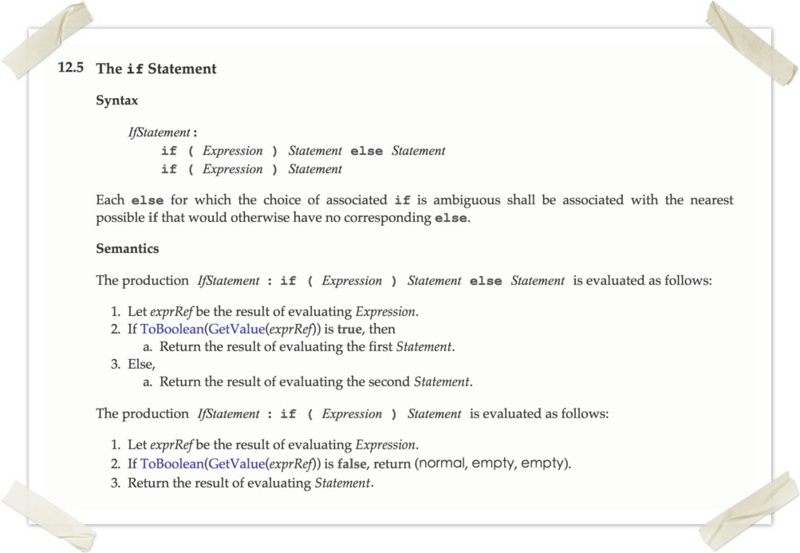 12.5 The if Statement
Syntax
IfStatement :
if ( Expression ) Statement else Statement
if ( Expression ) Statement
Each else for which the choice of associated if is ambiguous shall be associated with the nearest
possible if that would otherwise have no corresponding else.
Semantics
The production IfStatement : if ( Expression ) Statement else Statement is evaluated as follows:
1. Let exprRef be the result of evaluating Expression.
2. If ToBoolean(GetValue(exprRef)) is true, then
a. Return the result of evaluating the first Statement.
3. Else,
a. Return the result of evaluating the second Statement.
The production IfStatement : if ( Expression ) Statement is evaluated as follows:
1. Let exprRef be the result of evaluating Expression.
2. If ToBoolean(GetValue(exprRef)) is false, return (normal, empty, empty).
3. Return the result of evaluating Statement.